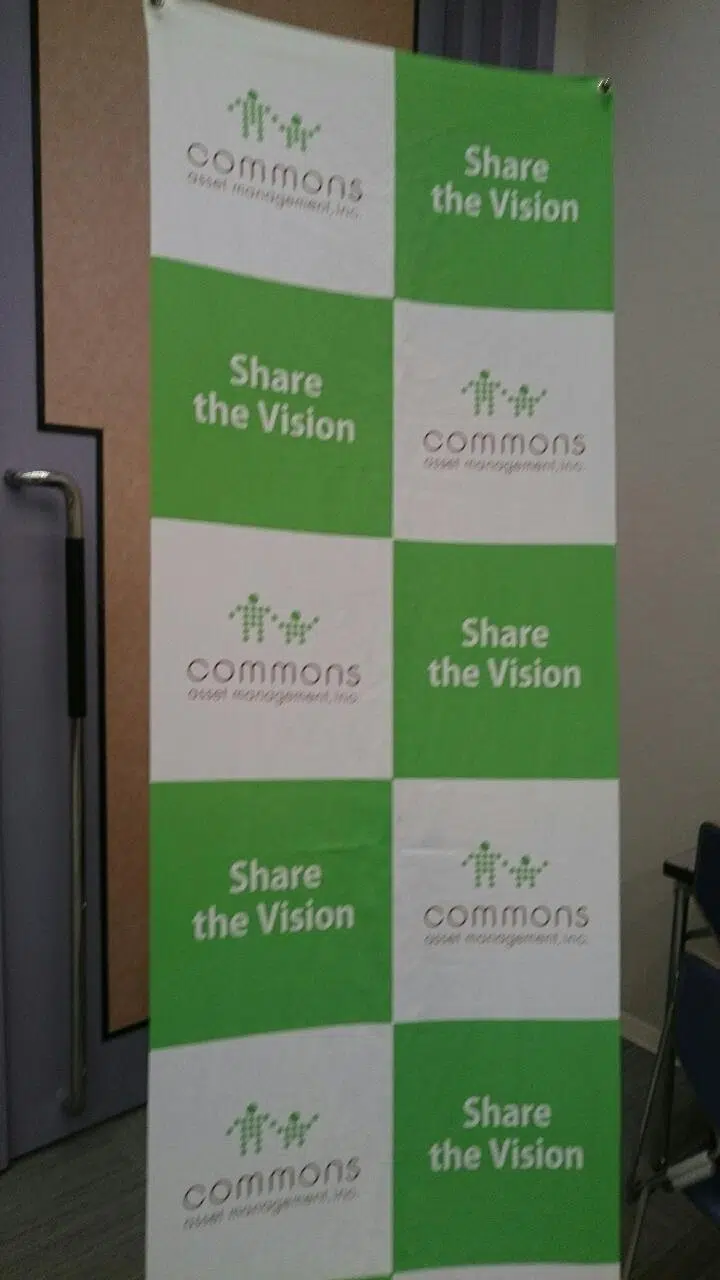 commons
asset management, inc.
Share
the Vision
Share
the Vision
commons
asset management, inc.
commons
asset management, inc.
Share
the Vision
Share
the Vision
commons
asset management, inc.
commons
asset management, inc.
Share
the Vision